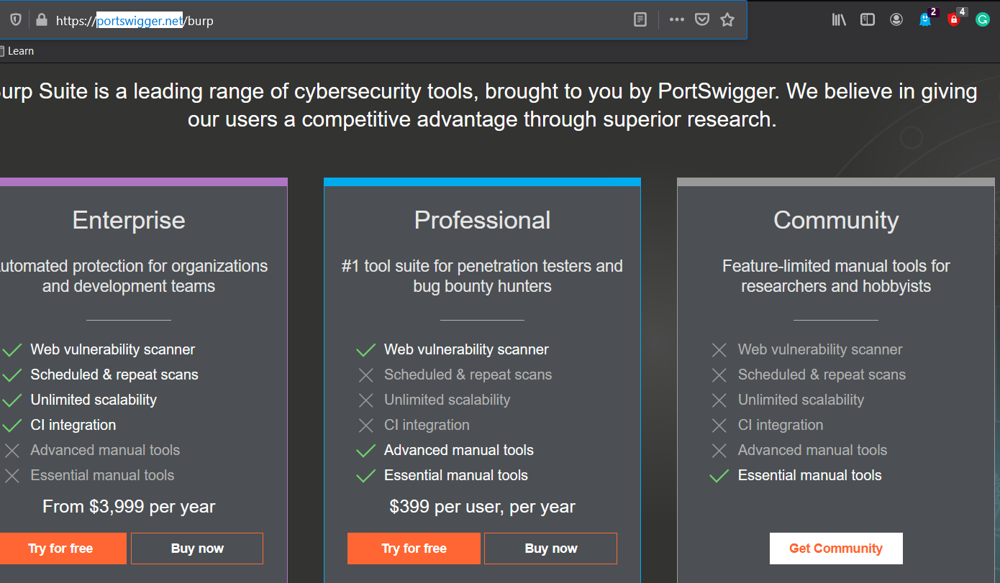 https://portswigger.net/burp
2
4
Learn
urp Suite is a leading range of cybersecurity tools, brought to you by PortSwigger. We believe in giving
our users a competitive advantage through superior research.
Enterprise
utomated protection for organizations
and development teams
Web vulnerability scanner
Scheduled & repeat scans
Unlimited scalability
CI integration
Advanced manual tools
Essential manual tools
From $3,999 per year
Try for free
Buy now
Professional
#1 tool suite for penetration testers and
bug bounty hunters
Web vulnerability scanner
Scheduled & repeat scans
Unlimited scalability
CI integration
Advanced manual tools
Essential manual tools
$399 per user, per year
Try for free
Buy now
Community
Feature-limited manual tools for
researchers and hobbyists
Web vulnerability scanner
Scheduled & repeat scans
Unlimited scalability
CI integration
Advanced manual tools
Essential manual tools
Get Community